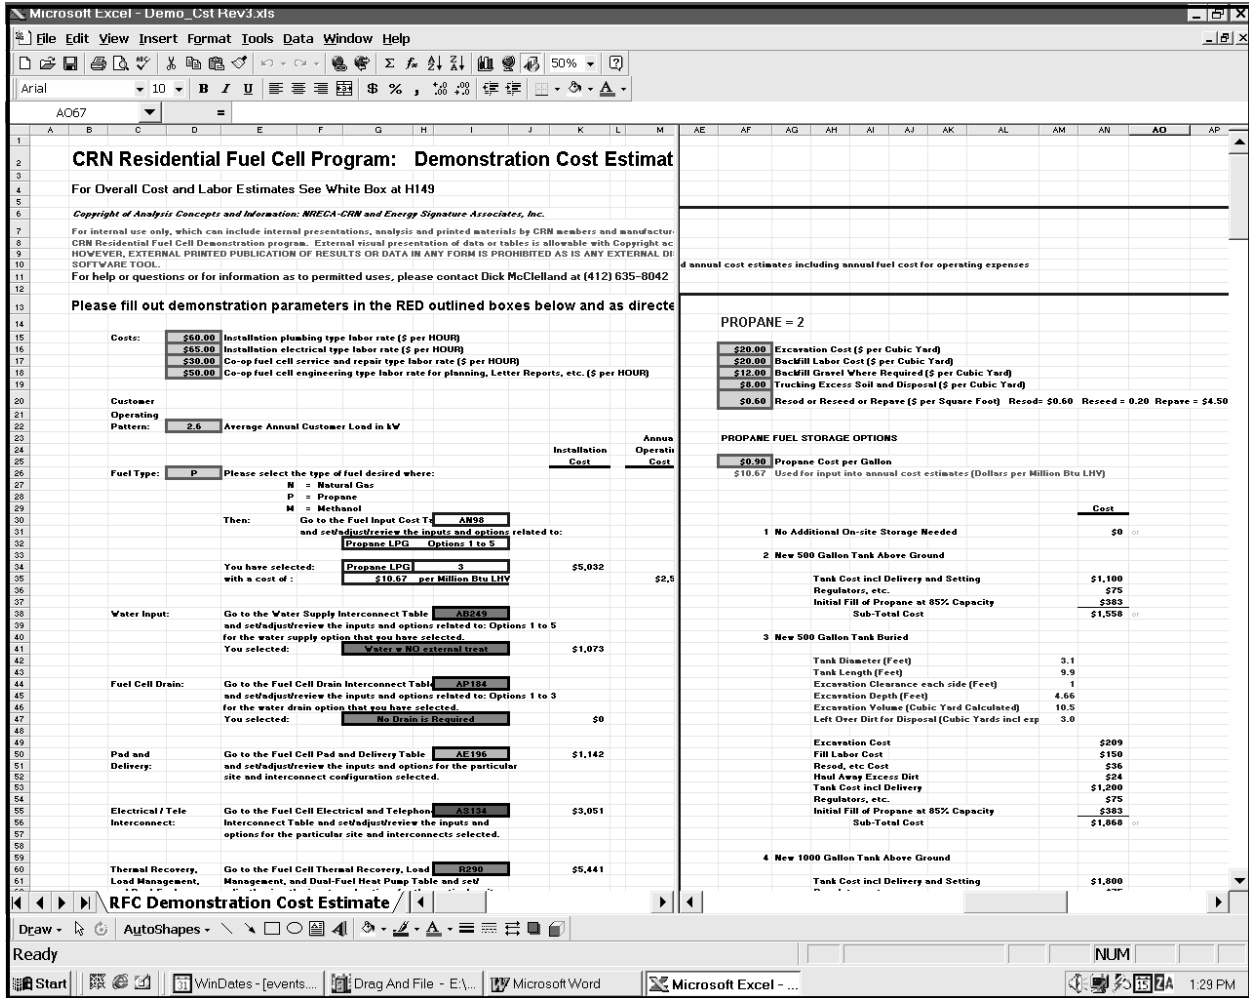 Microsoft Excel - Demo_Cst Rev3.xls
File Edit View Insert Format Tools Data Window Help
50%
Arial 10 B I U $ % ,
AO67 =
A B C D E F G H I J K L M AE AF AG AH AI AJ AK AL AM AN AO AP
CRN Residential Fuel Cell Program: Demonstration Cost Estimat
For Overall Cost and Labor Estimates See White Box at H149
Copyright of Analysis Concepts and Information: NRECA-CRN and Energy Signature Associates, Inc.
For internal use only, which can include internal presentations, analysis and printed materials by CRN members and manufactur
CRN Residential Fuel Cell Demonstration program. External visual presentation of data or tables is allowable with Copyright ac
HOWEVER, EXTERNAL PRINTED PUBLICATION OF RESULTS OR DATA IN ANY FORM IS PROHIBITED AS IS ANY EXTERNAL DI
SOFTWARE TOOL.
d annual cost estimates including annual fuel cost for operating expenses
For help or questions or for information as to permitted uses, please contact Dick McClelland at (412) 635-8042
Please fill out demonstration parameters in the RED outlined boxes below and as directe
Costs: $60.00 Installation plumbing type labor rate ($ per HOUR)
$65.00 Installation electrical type labor rate ($ per HOUR)
$30.00 Co-op fuel cell service and repair type labor rate ($ per HOUR)
$50.00 Co-op fuel cell engineering type labor rate for planning, Letter Reports, etc. ($ per HOUR)
Customer
Operating
Pattern: 2.6 Average Annual Customer Load in kW
Annua
Installation Operati
Cost Cost
Fuel Type: P Please select the type of fuel desired where:
N = Natural Gas
P = Propane
M = Methanol
Then: Go to the Fuel Input Cost Ta AN98
and set/adjust/review the inputs and options related to:
Propane LPG Options 1 to 5
You have selected: Propane LPG 3 $5,032
with a cost of : $10.67 per Million Btu LHV $2,5
Water Input: Go to the Water Supply Interconnect Table AB249
and set/adjust/review the inputs and options related to: Options 1 to 5
for the water supply option that you have selected.
You selected: Water w NO external treat $1,073
Fuel Cell Drain: Go to the Fuel Cell Drain Interconnect Table AP184
and set/adjust/review the inputs and options related to: Options 1 to 3
for the water drain option that you have selected.
You selected: No Drain is Required $0
Pad and Go to the Fuel Cell Pad and Delivery Table AE196 $1,142
Delivery: and set/adjust/review the inputs and options for the particular
site and interconnect configuration selected.
Electrical / Tele Go to the Fuel Cell Electrical and Telephon AS134 $3,051
Interconnect: Interconnect Table and set/adjust/review the inputs and
options for the particular site and interconnects selected.
Thermal Recovery, Go to the Fuel Cell Thermal Recovery, Load R290 $5,441
Load Management, Management, and Dual-Fuel Heat Pump Table and set/
PROPANE = 2
$20.00 Excavation Cost ($ per Cubic Yard)
$20.00 Backfill Labor Cost ($ per Cubic Yard)
$12.00 Backfill Gravel Where Required ($ per Cubic Yard)
$8.00 Trucking Excess Soil and Disposal ($ per Cubic Yard)
$0.60 Resod or Reseed or Repave ($ per Square Foot) Resod= $0.60 Reseed = 0.20 Repave = $4.50
PROPANE FUEL STORAGE OPTIONS
$0.90 Propane Cost per Gallon
$10.67 Used for input into annual cost estimates (Dollars per Million Btu LHV)
Cost
1 No Additional On-site Storage Needed $0 or
2 New 500 Gallon Tank Above Ground
Tank Cost incl Delivery and Setting $1,100
Regulators, etc. $75
Initial Fill of Propane at 85% Capacity $383
Sub-Total Cost $1,558 or
3 New 500 Gallon Tank Buried
Tank Diameter (Feet) 3.1
Tank Length (Feet) 9.9
Excavation Clearance each side (Feet) 1
Excavation Depth (Feet) 4.66
Excavation Volume (Cubic Yard Calculated) 10.5
Left Over Dirt for Disposal (Cubic Yards incl exp 3.0
Excavation Cost $209
Fill Labor Cost $150
Resod, etc Cost $36
Haul Away Excess Dirt $24
Tank Cost incl Delivery $1,200
Regulators, etc. $75
Initial Fill of Propane at 85% Capacity $383
Sub-Total Cost $1,868 or
4 New 1000 Gallon Tank Above Ground
Tank Cost incl Delivery and Setting $1,800
RFC Demonstration Cost Estimate
Draw AutoShapes
Ready NUM
Start WinDates - [events.... Drag And File - E:\... Microsoft Word Microsoft Excel - ... 1:29 PM